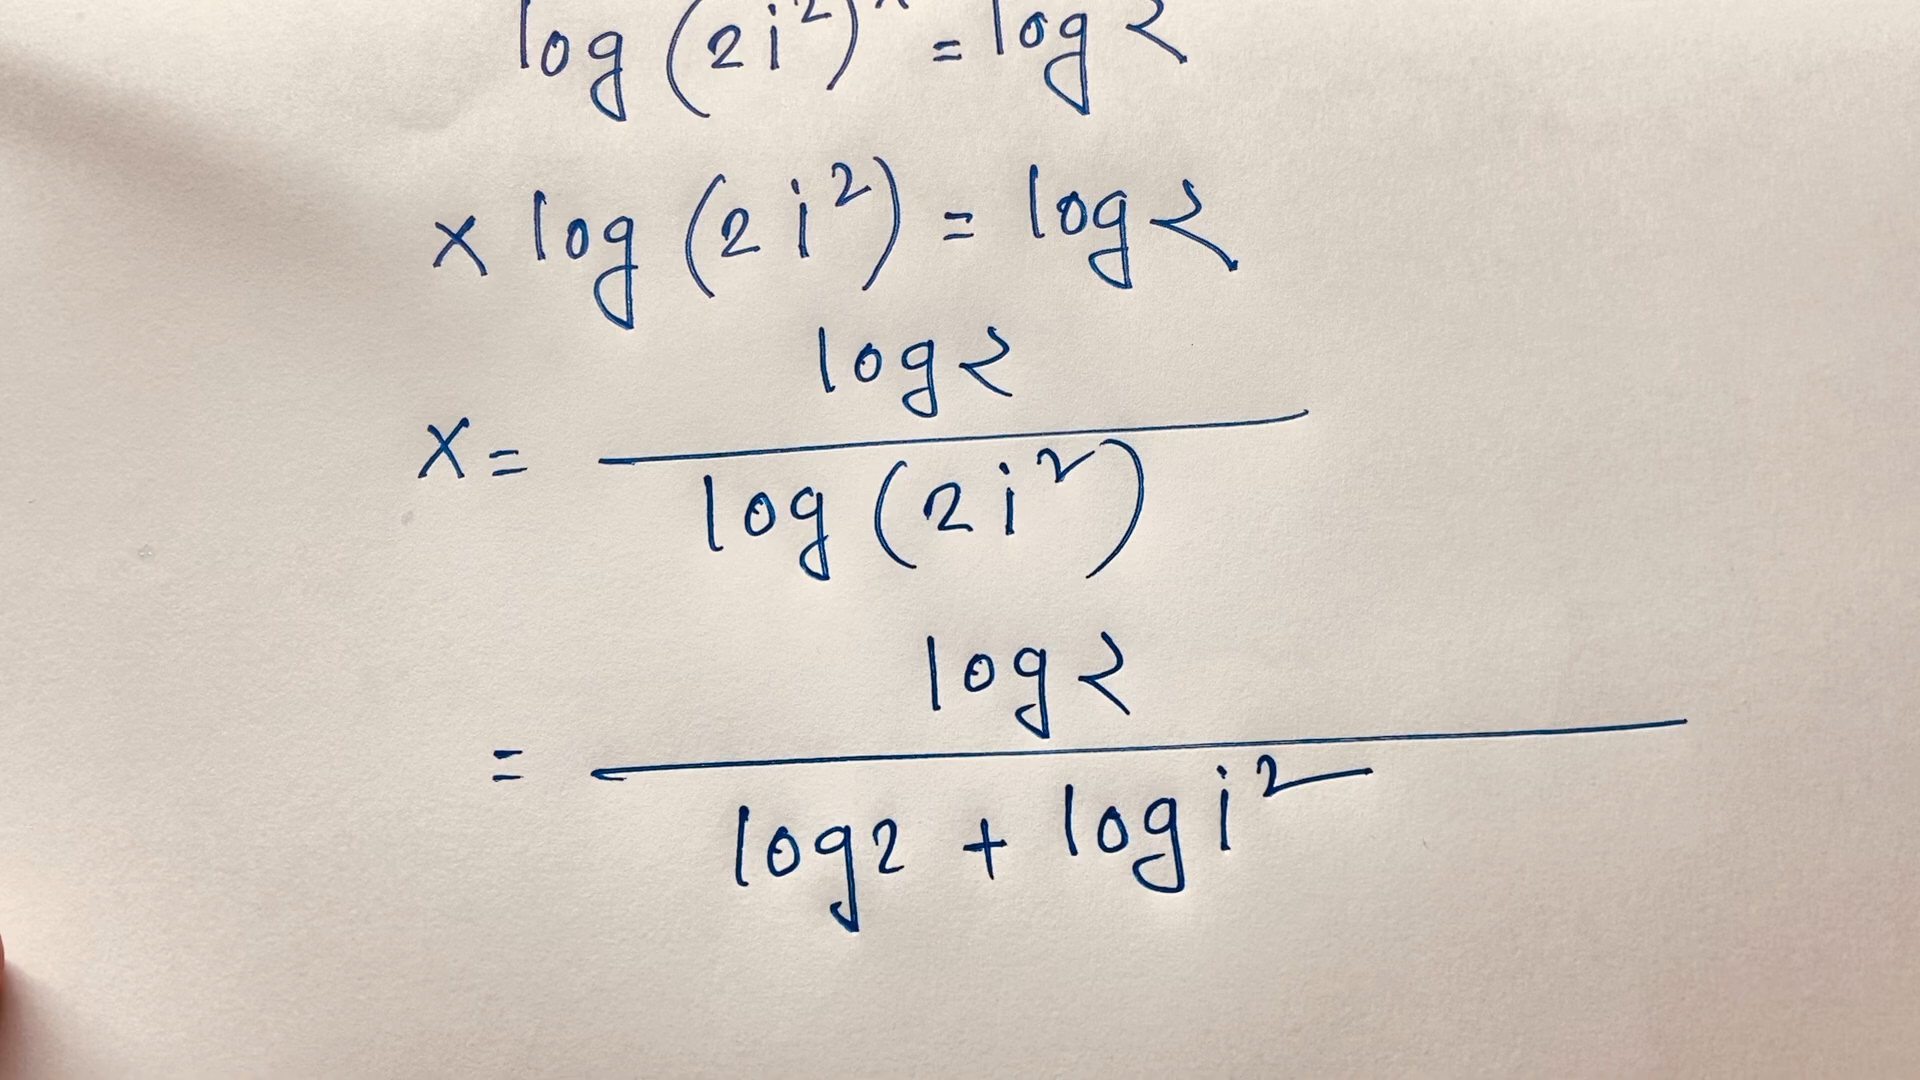 log (2i²)ˣ = log 2
x log (2i²) = log 2
log 2
x =
log (2i²)
log 2
=
log 2 + log i²